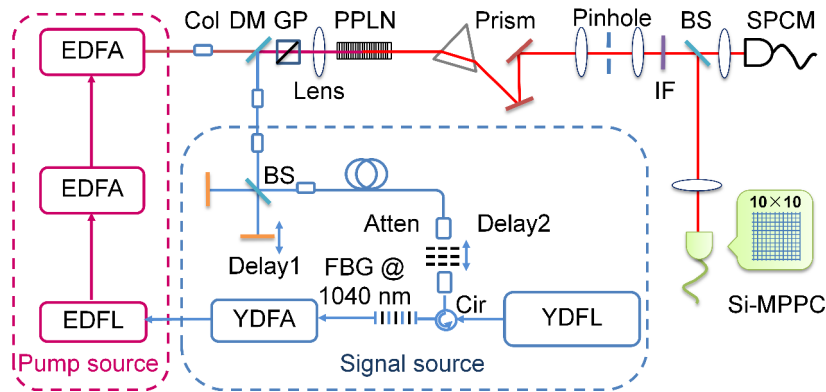 EDFA
Col DM GP PPLN
Prism
Pinhole
BS
SPCM
Lens
IF
EDFA
BS
10×10
Atten
Delay2
Delay1
FBG @
1040 nm
Cir
Si-MPPC
EDFL
YDFA
YDFL
Pump source
Signal source